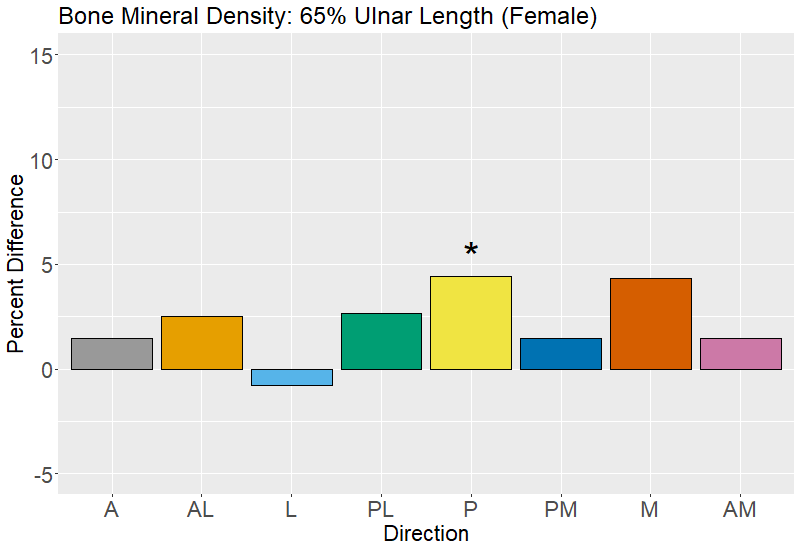 Bone Mineral Density: 65% Ulnar Length (Female)
Percent Difference
15
10
5
0
-5
*
A AL L PL P PM M AM
Direction